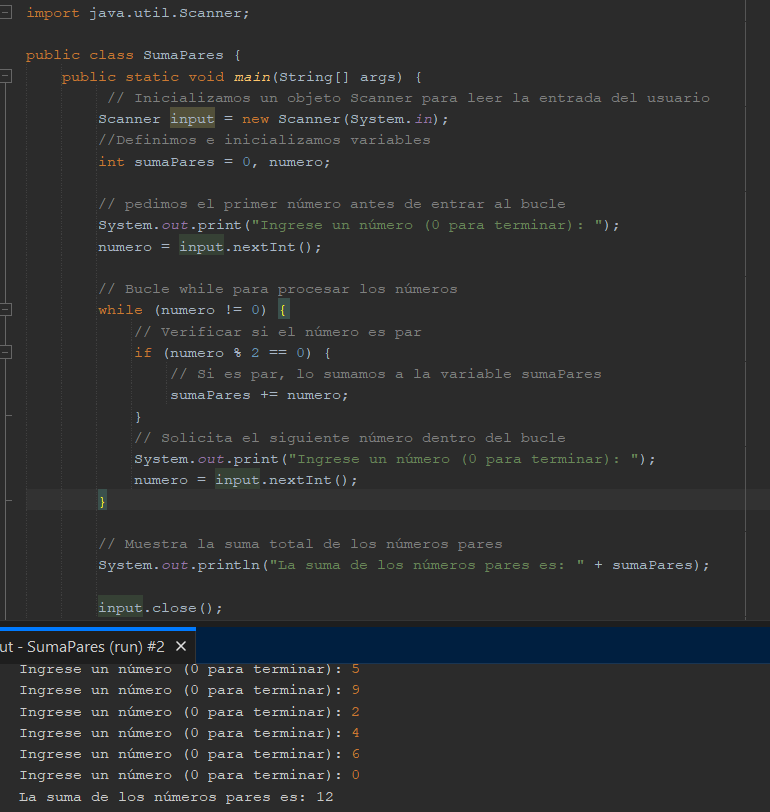 import java.util.Scanner;
public class SumaPares {
public static void main(String[] args) {
// Inicializamos un objeto Scanner para leer la entrada del usuario
Scanner input = new Scanner(System.in);
//Definimos e inicializamos variables
int sumaPares = 0, numero;
// pedimos el primer número antes de entrar al bucle
System.out.print("Ingrese un número (0 para terminar): ");
numero = input.nextInt();
// Bucle while para procesar los números
while (numero != 0) {
// Verificar si el número es par
if (numero % 2 == 0) {
// Si es par, lo sumamos a la variable sumaPares
sumaPares += numero;
}
// Solicita el siguiente número dentro del bucle
System.out.print("Ingrese un número (0 para terminar): ");
numero = input.nextInt();
}
// Muestra la suma total de los números pares
System.out.println("La suma de los números pares es: " + sumaPares);
input.close();
ut - SumaPares (run) #2 ×
Ingrese un número (0 para terminar): 5
Ingrese un número (0 para terminar): 9
Ingrese un número (0 para terminar): 2
Ingrese un número (0 para terminar): 4
Ingrese un número (0 para terminar): 6
Ingrese un número (0 para terminar): 0
La suma de los números pares es: 12